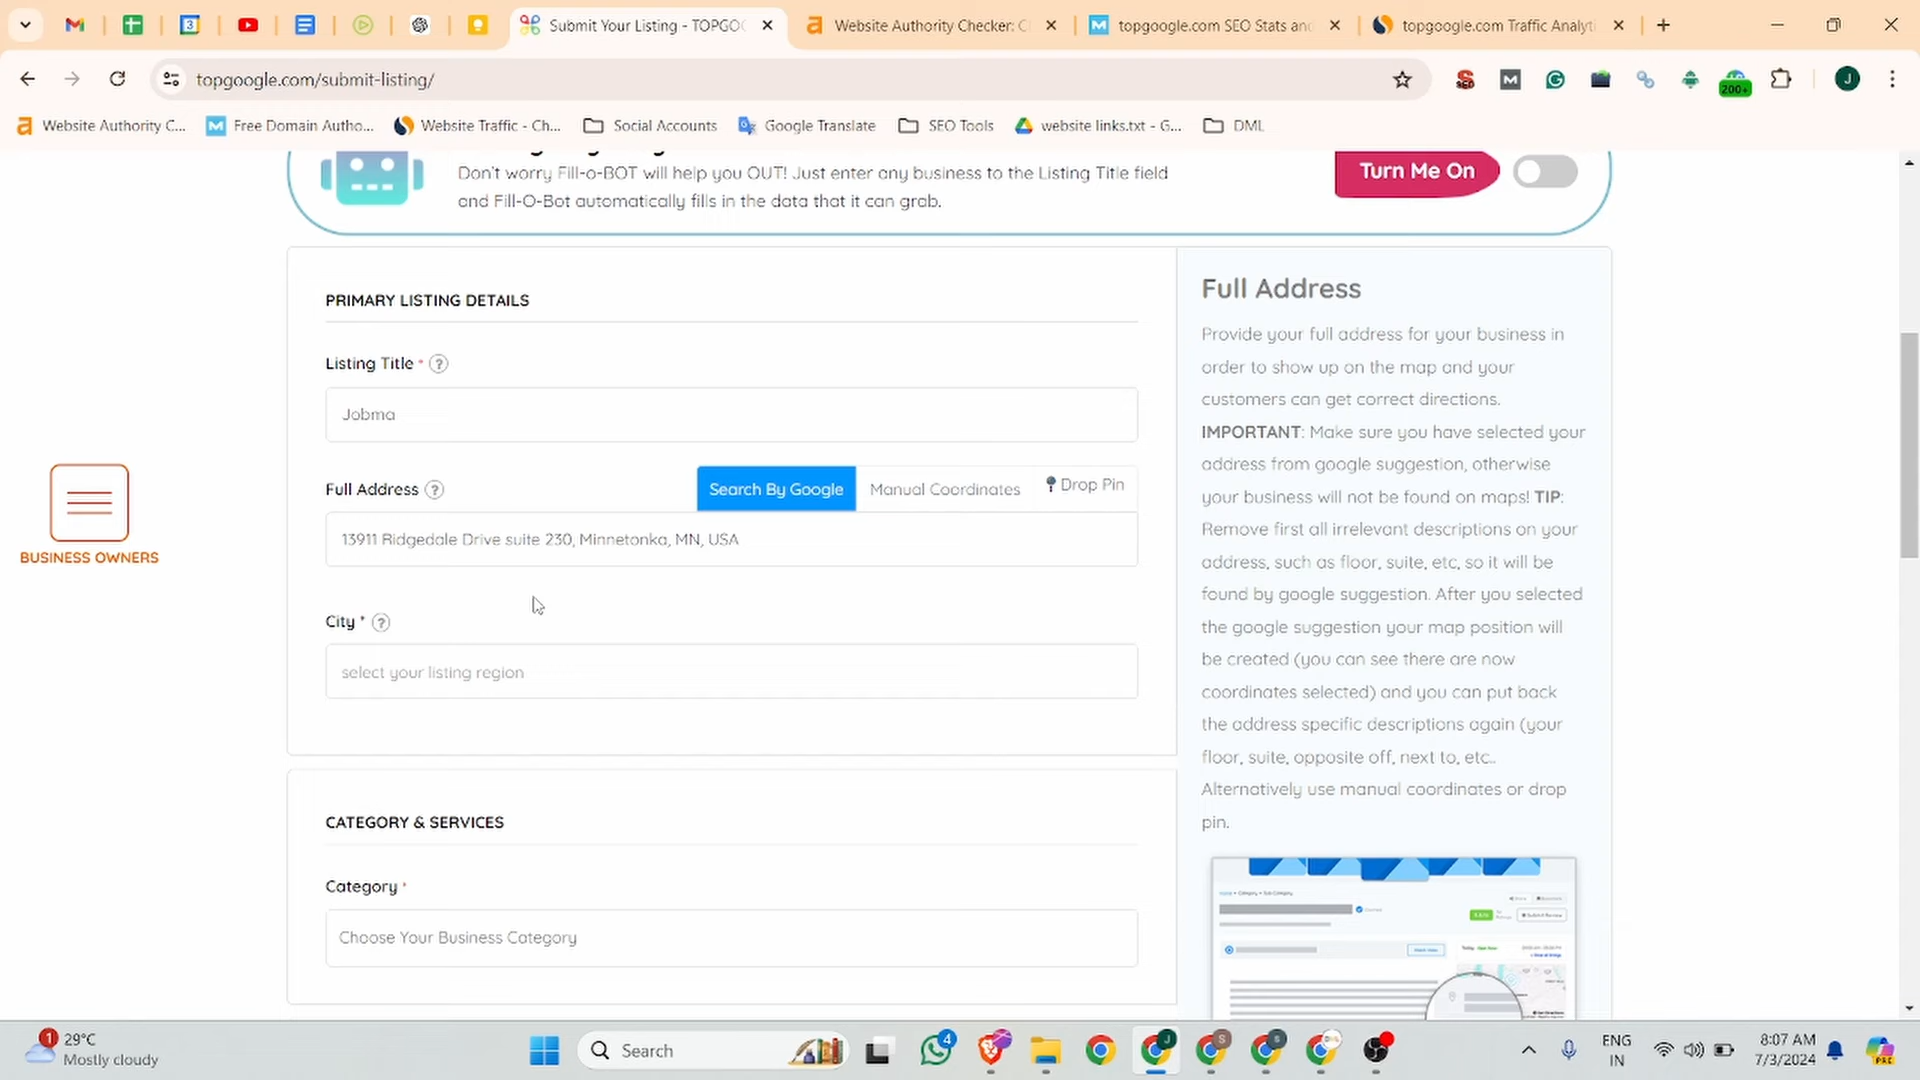 Submit Your Listing - TOPGO
Website Authority Checker: C
topgoogle.com SEO Stats and
topgoogle.com Traffic Analyti
topgoogle.com/submit-listing/
200+
J
Website Authority C...
Free Domain Autho...
Website Traffic - Ch...
Social Accounts
Google Translate
SEO Tools
website links.txt - G...
DML
Don't worry Fill-o-BOT will help you OUT! Just enter any business to the Listing Title field
and Fill-O-Bot automatically fills in the data that it can grab.
Turn Me On
PRIMARY LISTING DETAILS
Listing Title * ?
Jobma
Full Address ?
Search By Google
Manual Coordinates
Drop Pin
13911 Ridgedale Drive suite 230, Minnetonka, MN, USA
City * ?
select your listing region
BUSINESS OWNERS
CATEGORY & SERVICES
Category *
Choose Your Business Category
Full Address
Provide your full address for your business in
order to show up on the map and your
customers can get correct directions.
IMPORTANT: Make sure you have selected your
address from google suggestion, otherwise
your business will not be found on maps! TIP:
Remove first all irrelevant descriptions on your
address, such as floor, suite, etc, so it will be
found by google suggestion. After you selected
the google suggestion your map position will
be created (you can see there are now
coordinates selected) and you can put back
the address specific descriptions again (your
floor, suite, opposite off, next to, etc..
Alternatively use manual coordinates or drop
pin.
1
29°C
Mostly cloudy
Search
4
ENG
IN
8:07 AM
7/3/2024